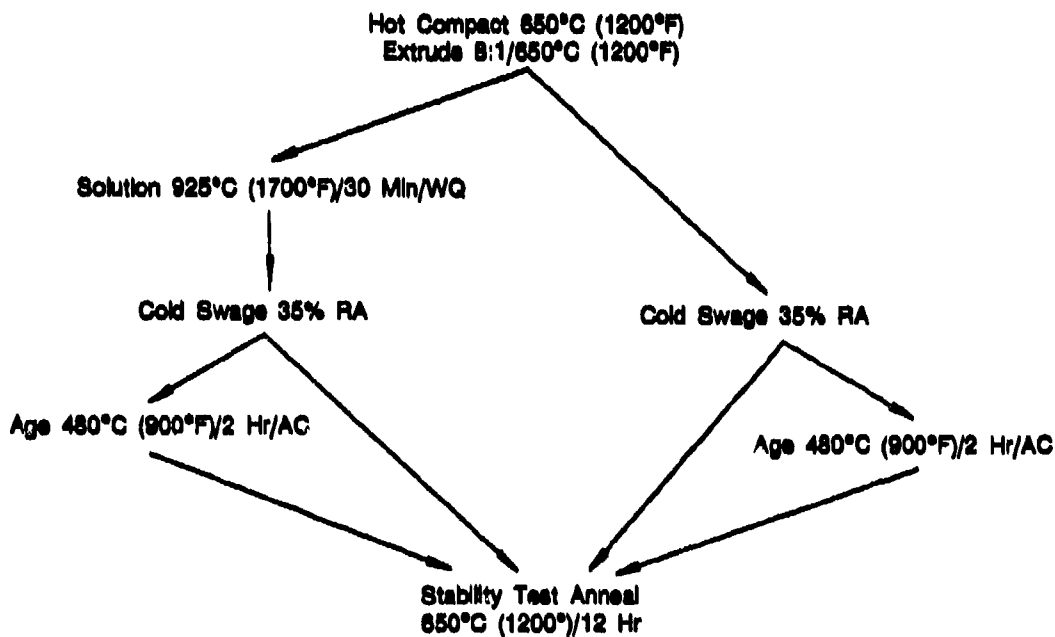 Hot Compact 650°C (1200°F)
Extrude 8:1/650°C (1200°F)
Solution 925°C (1700°F)/30 Min/WQ
Cold Swage 35% RA
Cold Swage 35% RA
Age 480°C (900°F)/2 Hr/AC
Age 480°C (900°F)/2 Hr/AC
Stability Test Anneal
650°C (1200°)/12 Hr